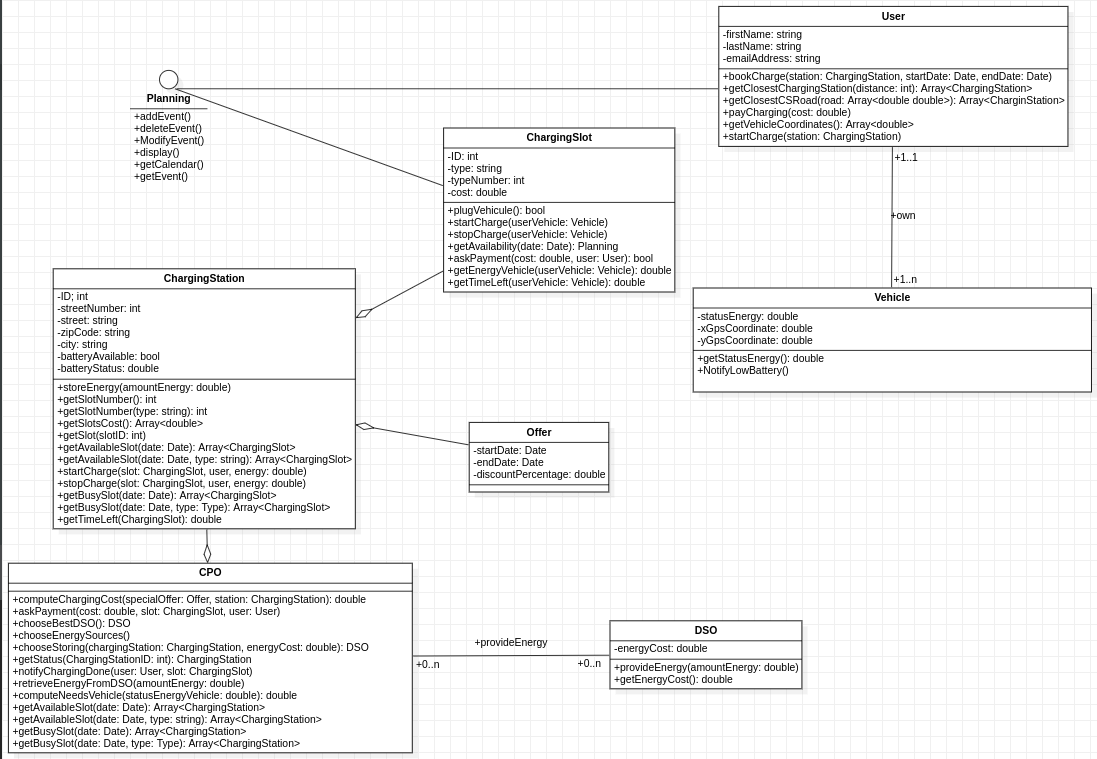 User
-firstName: string
-lastName: string
-emailAddress: string
+bookCharge(station: ChargingStation, startDate: Date, endDate: Date)
+getClosestChargingStation(distance: int): Array<ChargingStation>
+getClosestCSRoad(road: Array<double double>): Array<ChargingStation>
+payCharging(cost: double)
+getVehicleCoordinates(): Array<double>
+startCharge(station: ChargingStation)
Planning
+addEvent()
+deleteEvent()
+ModifyEvent()
+display()
+getCalendar()
+getEvent()
ChargingSlot
-ID: int
-type: string
-typeNumber: int
-cost: double
+plugVehicule(): bool
+startCharge(userVehicle: Vehicle)
+stopCharge(userVehicle: Vehicle)
+getAvailability(date: Date): Planning
+askPayment(cost: double, user: User): bool
+getEnergyVehicle(userVehicle: Vehicle): double
+getTimeLeft(userVehicle: Vehicle): double
+1..1
+own
+1..n
Vehicle
-statusEnergy: double
-xGpsCoordinate: double
-yGpsCoordinate: double
+getStatusEnergy(): double
+NotifyLowBattery()
ChargingStation
-ID; int
-streetNumber: int
-street: string
-zipCode: string
-city: string
-batteryAvailable: bool
-batteryStatus: double
+storeEnergy(amountEnergy: double)
+getSlotNumber(): int
+getSlotNumber(type: string): int
+getSlotsCost(): Array<double>
+getSlot(slotID: int)
+getAvailableSlot(date: Date): Array<ChargingSlot>
+getAvailableSlot(date: Date, type: string): Array<ChargingSlot>
+startCharge(slot: ChargingSlot, user, energy: double)
+stopCharge(slot: ChargingSlot, user, energy: double)
+getBusySlot(date: Date): Array<ChargingSlot>
+getBusySlot(date: Date, type: Type): Array<ChargingSlot>
+getTimeLeft(ChargingSlot): double
Offer
-startDate: Date
-endDate: Date
-discountPercentage: double
CPO
+computeChargingCost(specialOffer: Offer, station: ChargingStation): double
+askPayment(cost: double, slot: ChargingSlot, user: User)
+chooseBestDSO(): DSO
+chooseEnergySources()
+chooseStoring(chargingStation: ChargingStation, energyCost: double): DSO
+getStatus(ChargingStationID: int): ChargingStation
+notifyChargingDone(user: User, slot: ChargingSlot)
+retrieveEnergyFromDSO(amountEnergy: double)
+computeNeedsVehicle(statusEnergyVehicle: double): double
+getAvailableSlot(date: Date): Array<ChargingStation>
+getAvailableSlot(date: Date, type: string): Array<ChargingStation>
+getBusySlot(date: Date): Array<ChargingStation>
+getBusySlot(date: Date, type: Type): Array<ChargingStation>
+provideEnergy
+0..n
+0..n
DSO
-energyCost: double
+provideEnergy(amountEnergy: double)
+getEnergyCost(): double